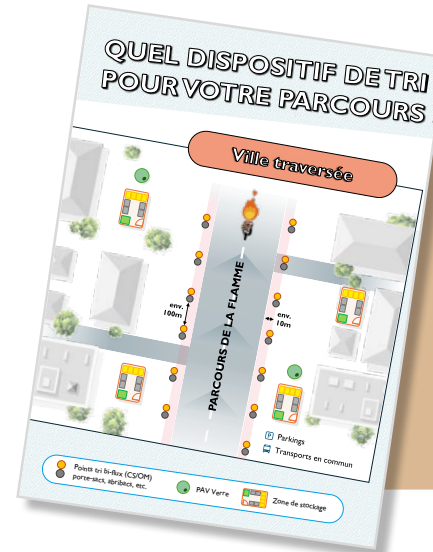 QUEL DISPOSITIF DE TRI
POUR VOTRE PARCOURS
Ville traversée
env.
100m
env.
10m
PARCOURS DE LA FLAMME
P Parkings
Transports en commun
Points tri bi-flux (CS/OM)
porte-sacs, abribacs, etc.
PAV Verre
Zone de stockage